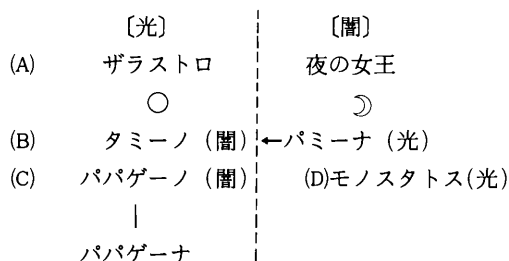 〔光〕 〔闇〕
(A) ザラストロ 夜の女王
○ ☽
(B) タミーノ(闇)←パミーナ(光)
(C) パパゲーノ(闇) (D)モノスタトス(光)
パパゲーナ